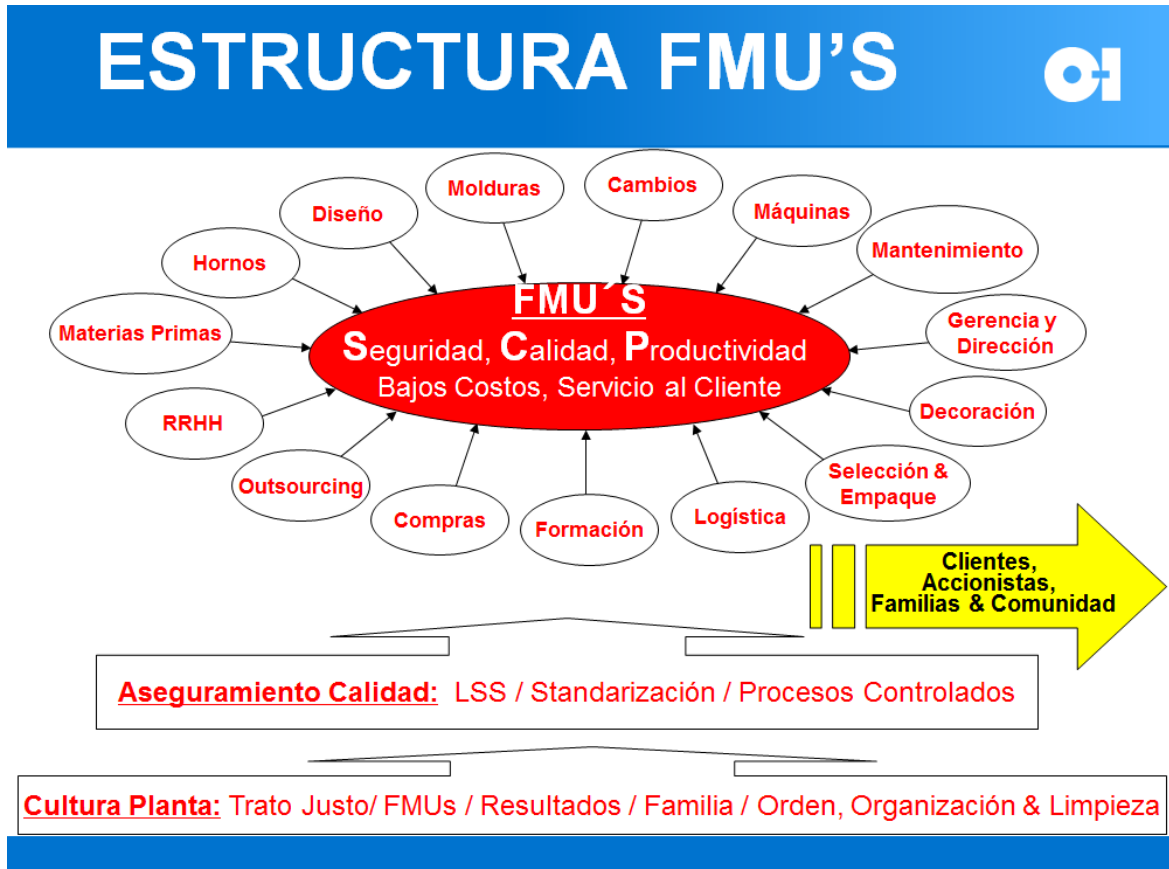 ESTRUCTURA FMU'S
O-I
Molduras
Cambios
Diseño
Máquinas
Hornos
Mantenimiento
Materias Primas
Gerencia y
Dirección
RRHH
Decoración
Outsourcing
Selección &
Empaque
Compras
Formación
Logística
FMU´S
Seguridad, Calidad, Productividad
Bajos Costos, Servicio al Cliente
Clientes,
Accionistas,
Familias & Comunidad
Aseguramiento Calidad: LSS / Standarización / Procesos Controlados
Cultura Planta: Trato Justo/ FMUs / Resultados / Familia / Orden, Organización & Limpieza